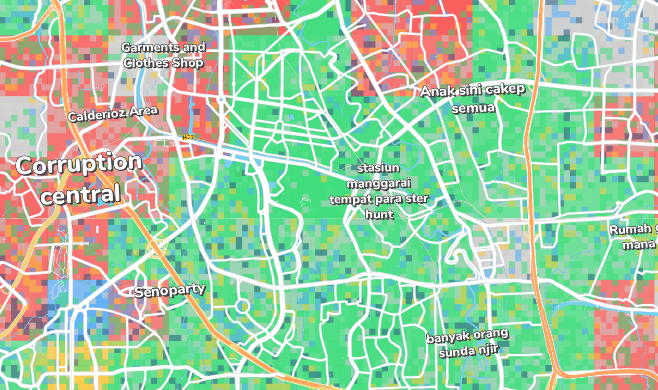 Garments and
Clothes Shop
Anak sini cakep
semua
Calderioz Area
HCS
Corruption
central
stasiun
manggarai
tempat para ster
hunt
Rumah
mana
Senoparty
banyak orang
sunda njir